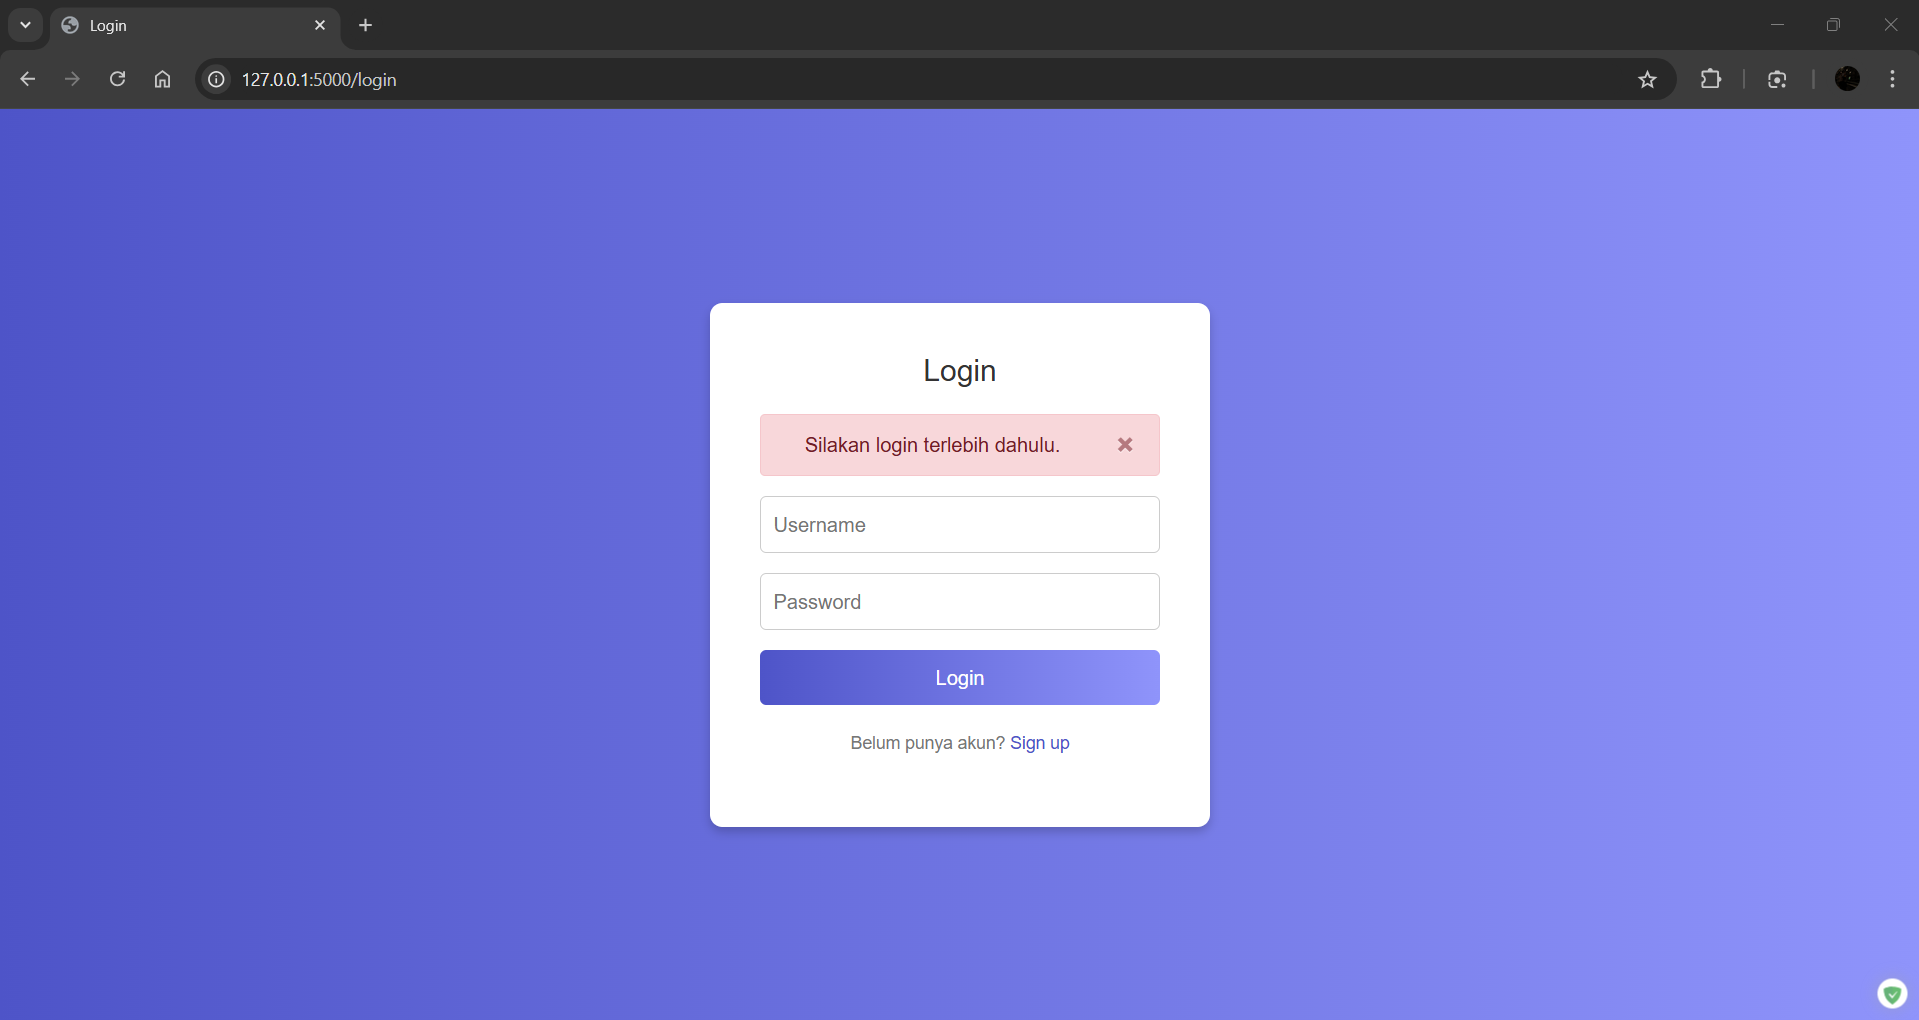 Login
127.0.0.1:5000/login
Login
Silakan login terlebih dahulu.
Username
Password
Login
Belum punya akun? Sign up